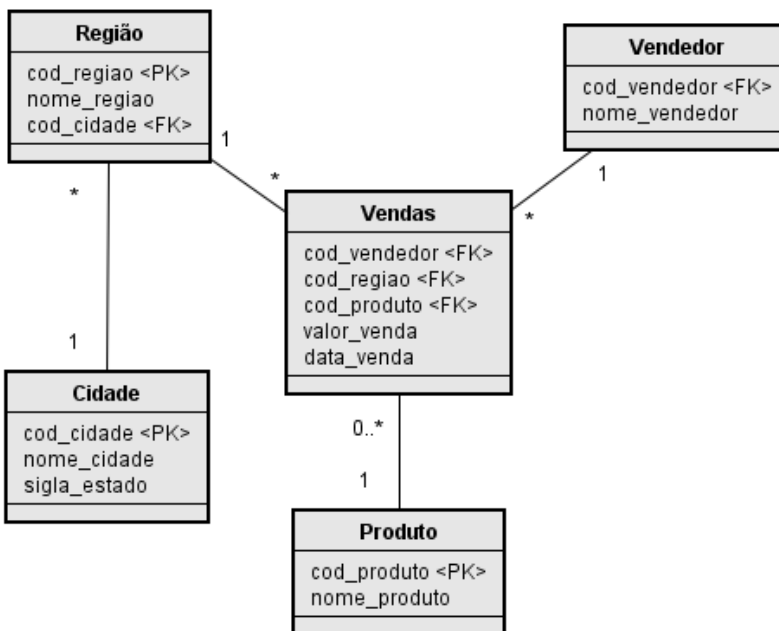 Região
cod_regiao <PK>
nome_regiao
cod_cidade <FK>
Vendedor
cod_vendedor <FK>
nome_vendedor
1
*
1
*
*
Vendas
cod_vendedor <FK>
cod_regiao <FK>
cod_produto <FK>
valor_venda
data_venda
1
Cidade
cod_cidade <PK>
nome_cidade
sigla_estado
0..*
1
Produto
cod_produto <PK>
nome_produto